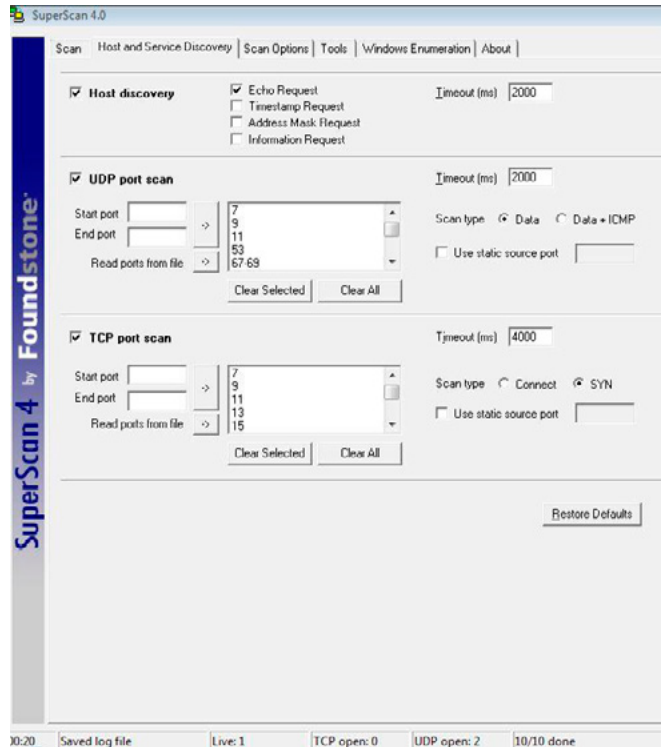 SuperScan 4.0
Scan Host and Service Discovery Scan Options Tools Windows Enumeration About
Host discovery
Echo Request
Timestamp Request
Address Mask Request
Information Request
Timeout (ms) 2000
UDP port scan
Timeout (ms) 2000
Start port
End port
Read ports from file
->
->
7
9
11
53
67-69
Scan type Data Data + ICMP
Use static source port
Clear Selected Clear All
TCP port scan
Timeout (ms) 4000
Start port
End port
Read ports from file
->
->
7
9
11
13
15
Scan type Connect SYN
Use static source port
Clear Selected Clear All
Restore Defaults
SuperScan 4 by Foundstone
00:20 Saved log file Live: 1 TCP open: 0 UDP open: 2 10/10 done